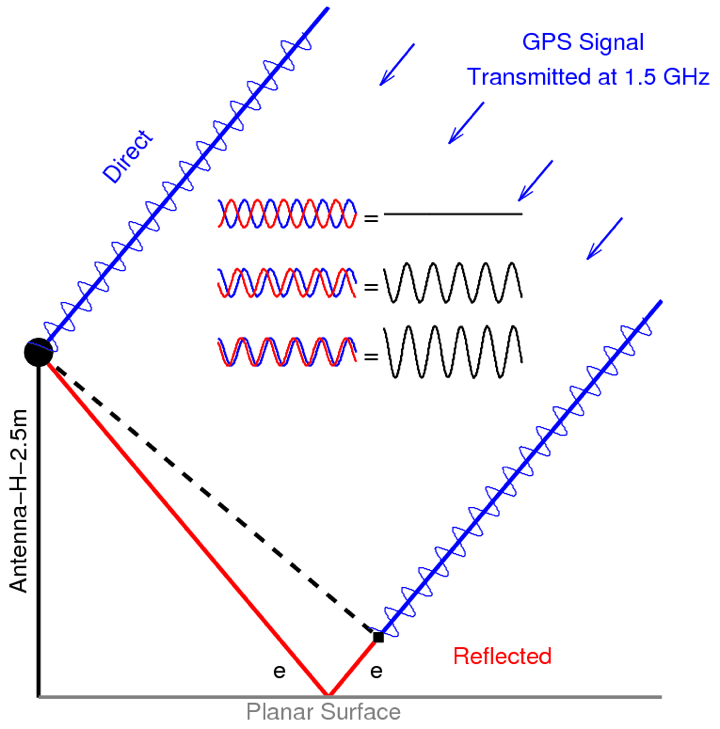 GPS Signal
Transmitted at 1.5 GHz
Direct
=
=
=
Antenna−H−2.5m
e
e
Reflected
Planar Surface